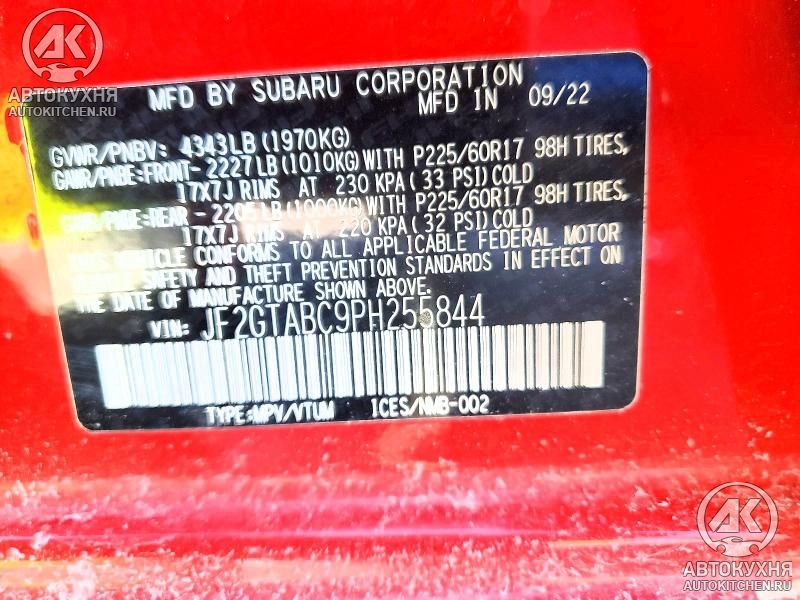 АВТОКУХНЯ
AUTOKITCHEN.RU
MFD BY SUBARU CORPORATION
MFD IN 09/22
GVWR/PNBV: 4343LB (1970KG)
GAWR/PNBE:FRONT-2227LB(1010KG)WITH P225/60R17 98H TIRES,
17X7J RIMS AT 230 KPA(33 PSI)COLD
GAWR/PNBE:REAR-2205LB(1000KG)WITH P225/60R17 98H TIRES,
17X7J RIMS AT 220 KPA(32 PSI)COLD
THIS VEHICLE CONFORMS TO ALL APPLICABLE FEDERAL MOTOR
VEHICLE SAFETY AND THEFT PREVENTION STANDARDS IN EFFECT ON
THE DATE OF MANUFACTURE SHOWN ABOVE.
VIN: JF2GTABC9PH255844
TYPE:MPV/VTUM ICES/NMB-002
AK
АВТОКУХНЯ
AUTOKITCHEN.RU